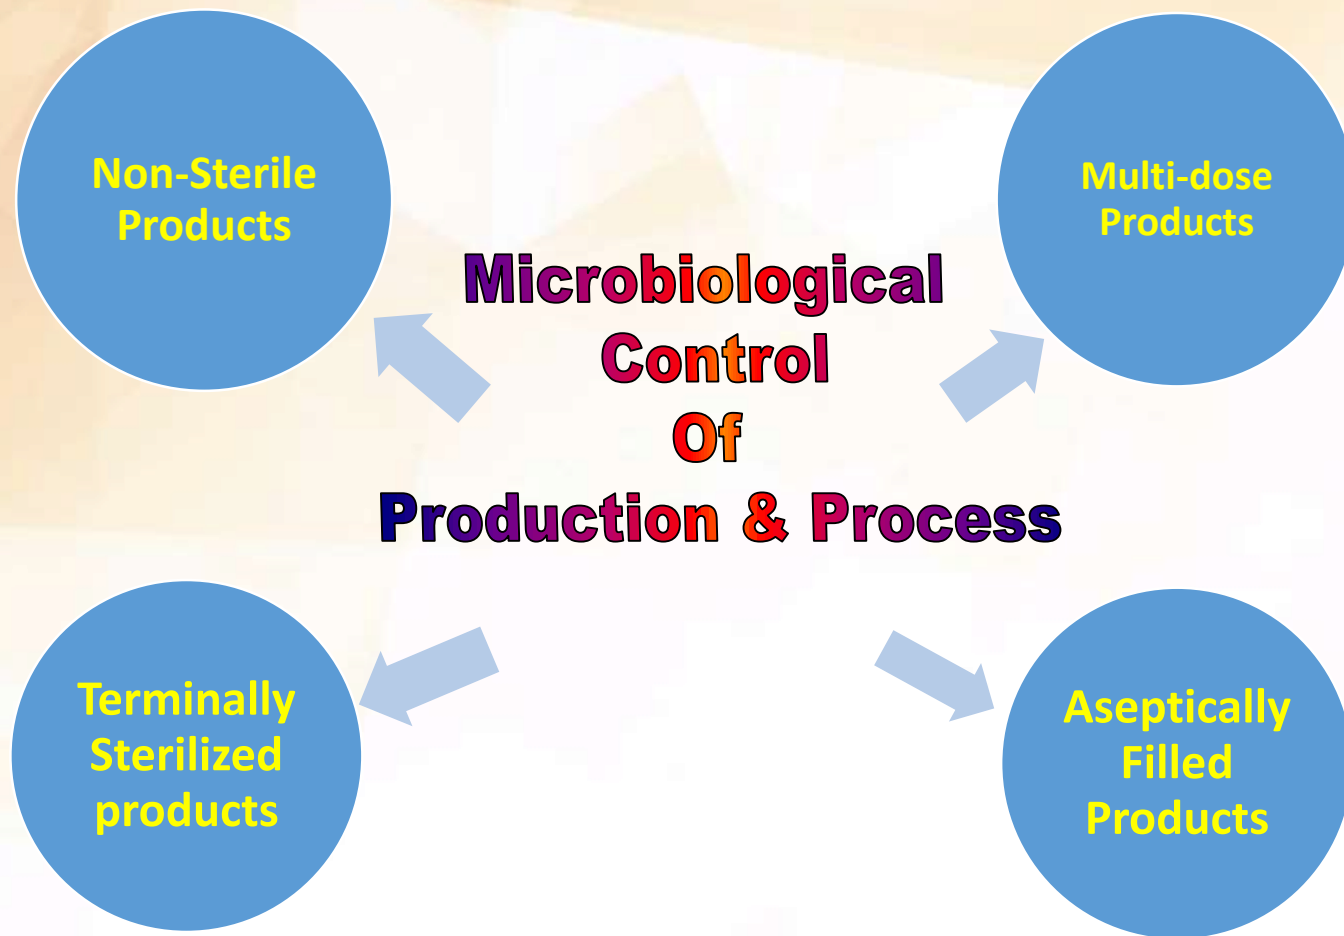 Non-Sterile
Products
Multi-dose
Products
Microbiological
Control
Of
Production & Process
Terminally
Sterilized
products
Aseptically
Filled
Products